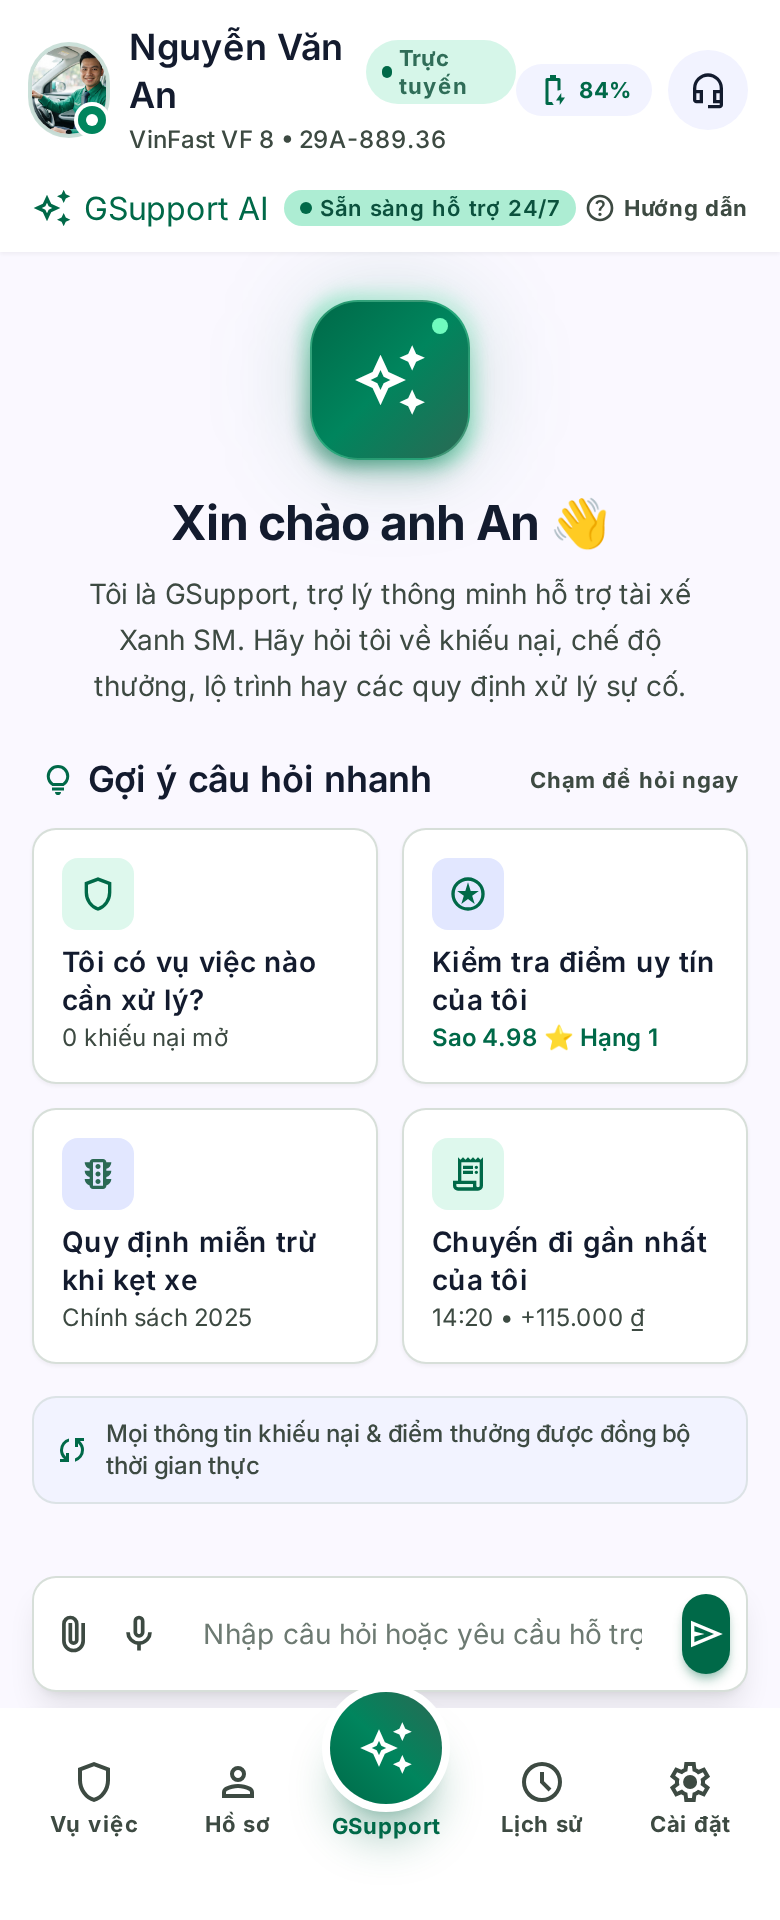 Nguyễn Văn
An
Trực
tuyến
84%
VinFast VF 8 • 29A-889.36
GSupport AI
Sẵn sàng hỗ trợ 24/7
Hướng dẫn
Xin chào anh An 👋
Tôi là GSupport, trợ lý thông minh hỗ trợ tài xế
Xanh SM. Hãy hỏi tôi về khiếu nại, chế độ
thưởng, lộ trình hay các quy định xử lý sự cố.
Gợi ý câu hỏi nhanh
Chạm để hỏi ngay
Tôi có vụ việc nào
cần xử lý?
0 khiếu nại mở
Kiểm tra điểm uy tín
của tôi
Sao 4.98 ⭐ Hạng 1
Quy định miễn trừ
khi kẹt xe
Chính sách 2025
Chuyến đi gần nhất
của tôi
14:20 • +115.000 ₫
Mọi thông tin khiếu nại & điểm thưởng được đồng bộ
thời gian thực
Nhập câu hỏi hoặc yêu cầu hỗ trợ
Vụ việc
Hồ sơ
GSupport
Lịch sử
Cài đặt